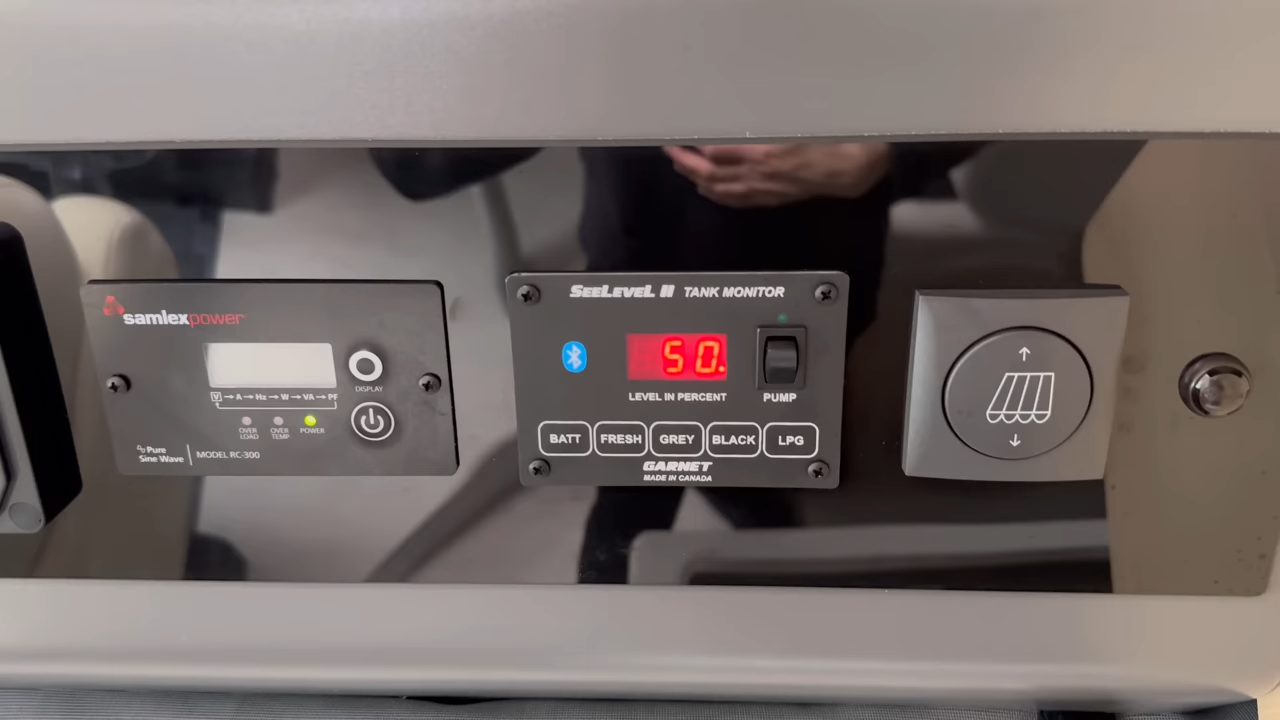 samlexpower
DISPLAY
V → A → Hz → W → VA → PF
OVER LOAD
OVER TEMP
POWER
Pure Sine Wave
MODEL RC-300
SEELEVEL II TANK MONITOR
50.
LEVEL IN PERCENT
PUMP
BATT
FRESH
GREY
BLACK
LPG
GARNET
MADE IN CANADA